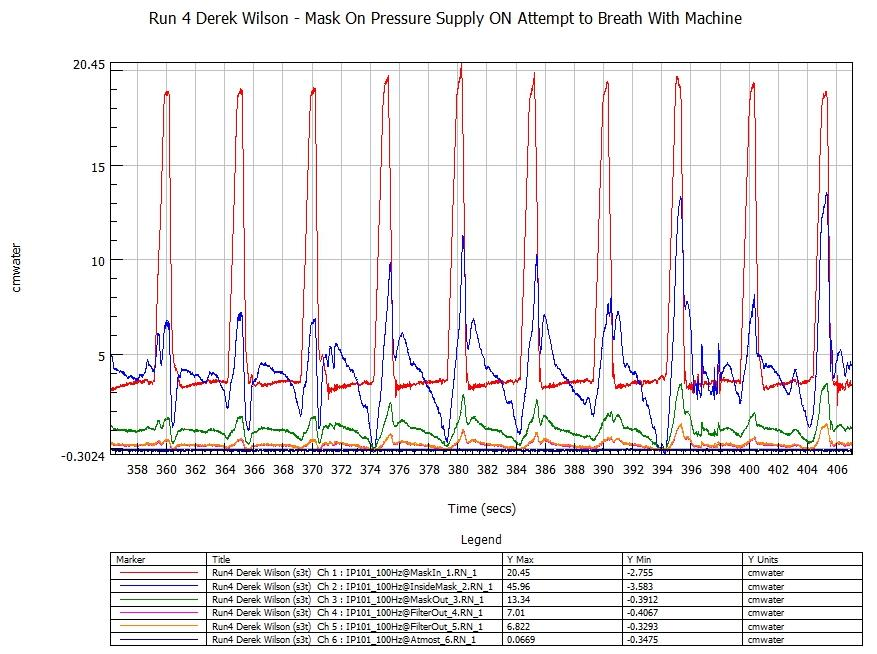 Run 4 Derek Wilson - Mask On Pressure Supply ON Attempt to Breath With Machine
20.45
15
10
5
-0.3024
cmwater
358 360 362 364 366 368 370 372 374 376 378 380 382 384 386 388 390 392 394 396 398 400 402 404 406
Time (secs)
Legend
Marker Title Y Max Y Min Y Units
Run4 Derek Wilson (s3t) Ch 1 : IP101_100Hz@MaskIn_1.RN_1 20.45 -2.755 cmwater
Run4 Derek Wilson (s3t) Ch 2 : IP101_100Hz@InsideMask_2.RN_1 45.96 -3.583 cmwater
Run4 Derek Wilson (s3t) Ch 3 : IP101_100Hz@MaskOut_3.RN_1 13.34 -0.3912 cmwater
Run4 Derek Wilson (s3t) Ch 4 : IP101_100Hz@FilterOut_4.RN_1 7.01 -0.4067 cmwater
Run4 Derek Wilson (s3t) Ch 5 : IP101_100Hz@FilterOut_5.RN_1 6.822 -0.3293 cmwater
Run4 Derek Wilson (s3t) Ch 6 : IP101_100Hz@Atmost_6.RN_1 0.0669 -0.3475 cmwater